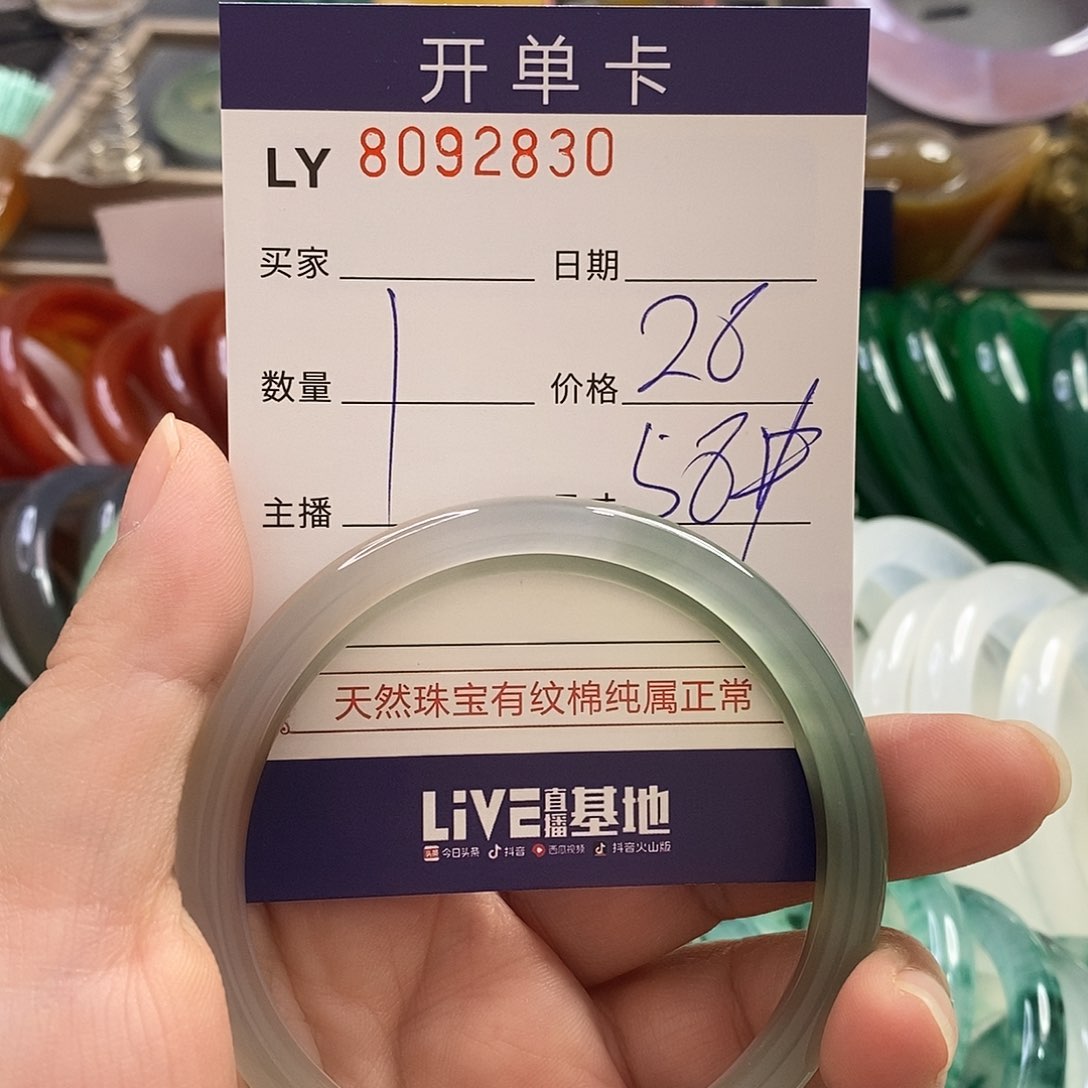 开单卡
LY 8092830
买家 日期
数量 1 价格 28
主播
天然珠宝有纹棉纯属正常
LiVE直播基地
头条 今日头条 抖音 西瓜视频 抖音火山版